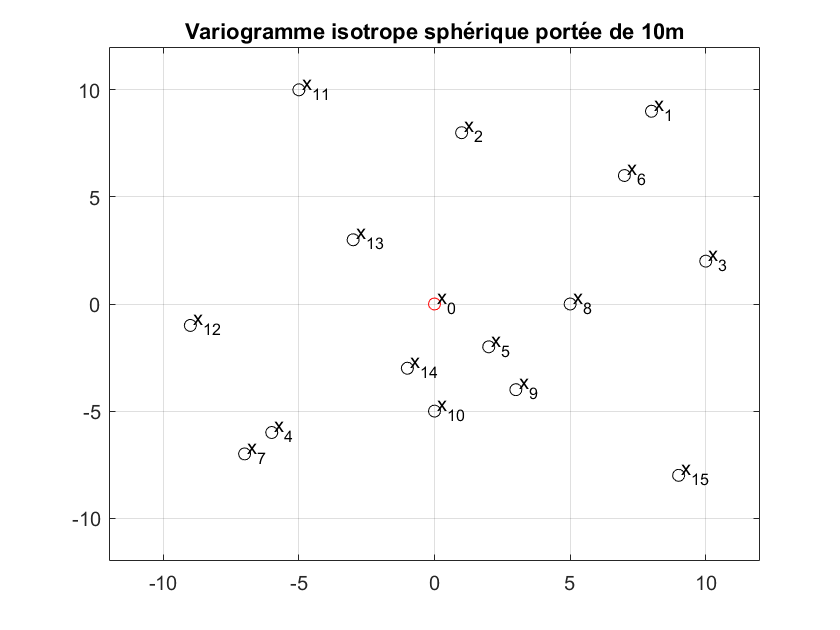 Variogramme isotrope sphérique portée de 10m
10
5
0
-5
-10
x11
x2
x1
x6
x13
x3
x0
x8
x12
x5
x14
x9
x10
x4
x7
x15
-10
-5
0
5
10